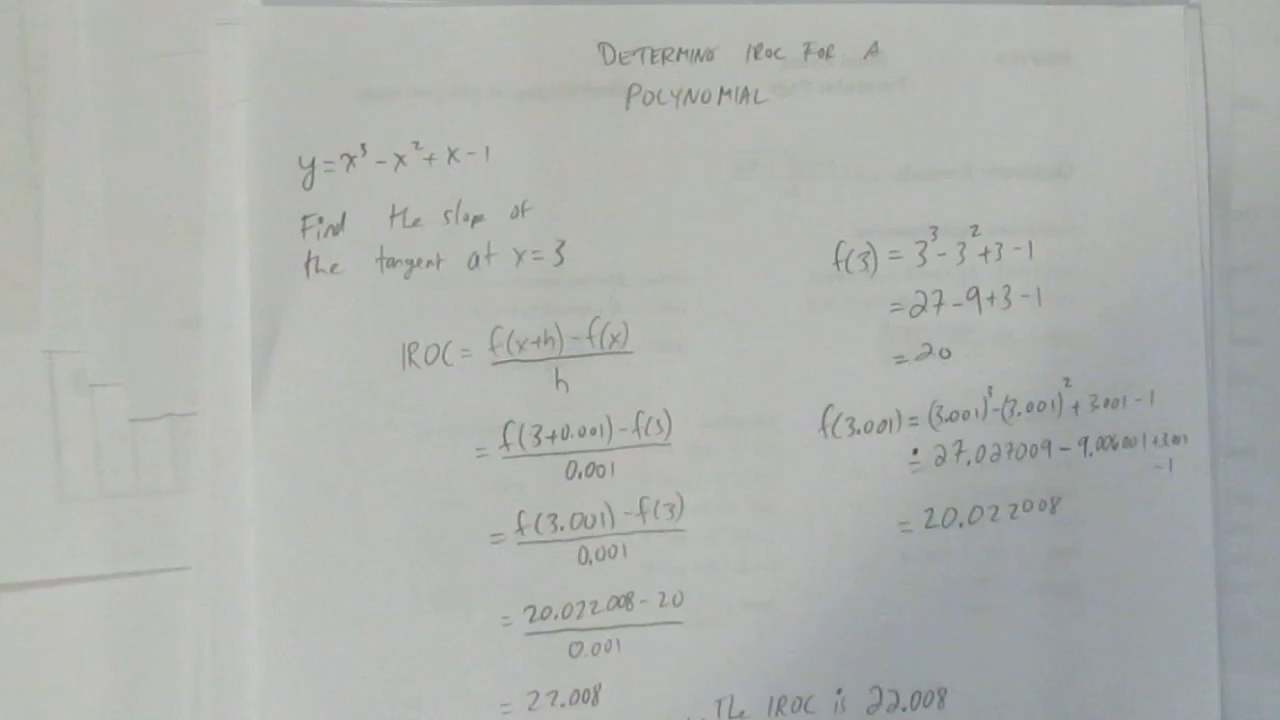 DETERMINE IROC FOR A
POLYNOMIAL
y = x³ - x² + x - 1
Find the slope of
the tangent at x = 3
IROC = f(x+h) - f(x)
h
= f(3+0.001) - f(3)
0.001
= f(3.001) - f(3)
0.001
= 20.022008 - 20
0.001
= 22.008
f(3) = 3³ - 3² + 3 - 1
= 27 - 9 + 3 - 1
= 20
f(3.001) = (3.001)³ - (3.001)² + 3.001 - 1
≐ 27.027009 - 9.006001 + 3.001
- 1
= 20.022008
The IROC is 22.008